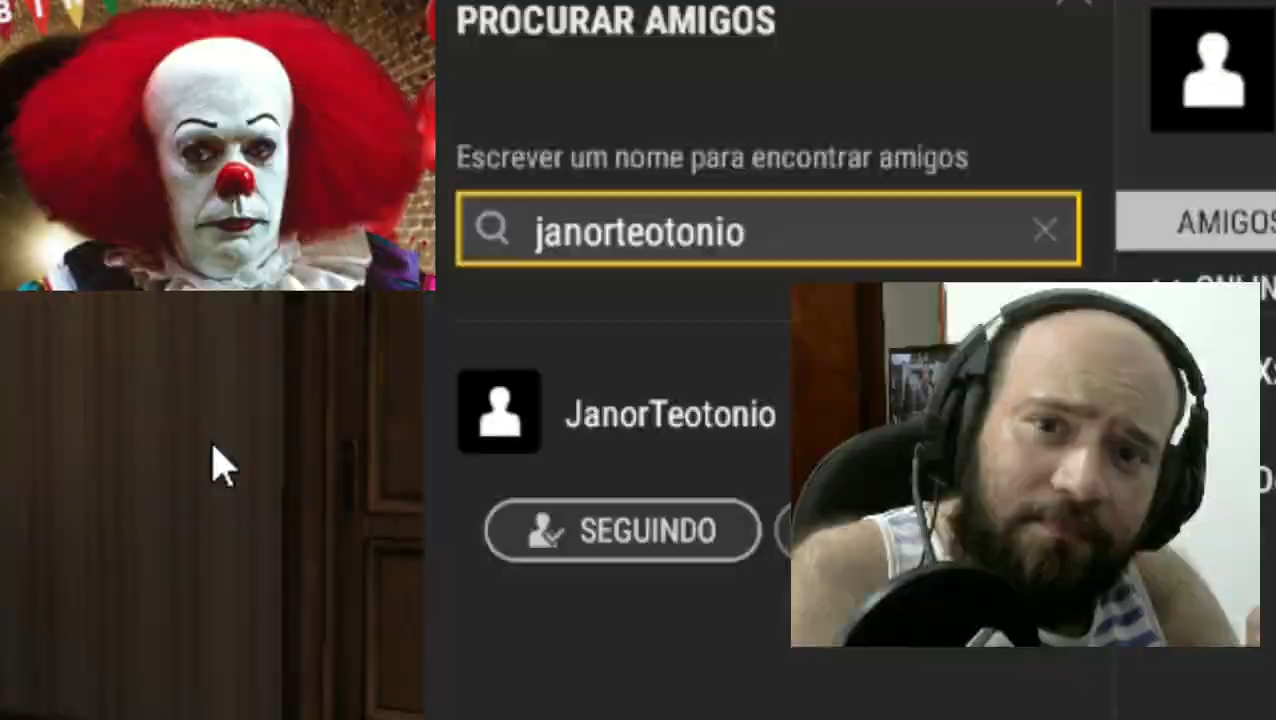 PROCURAR AMIGOS
Escrever um nome para encontrar amigos
janorteotonio
AMIGOS
JanorTeotonio
SEGUINDO